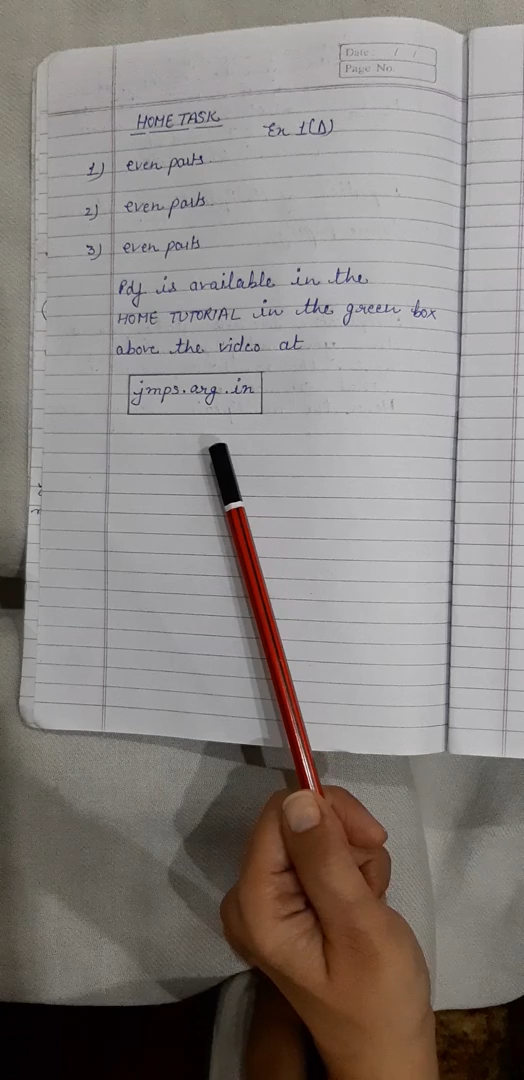 Date : / /
Page No.
HOME TASK
Ex 1(A)
1) even parts
2) even parts
3) even parts
Pdf is available in the
HOME TUTORIAL in the green box
above the video at
jmps.org.in